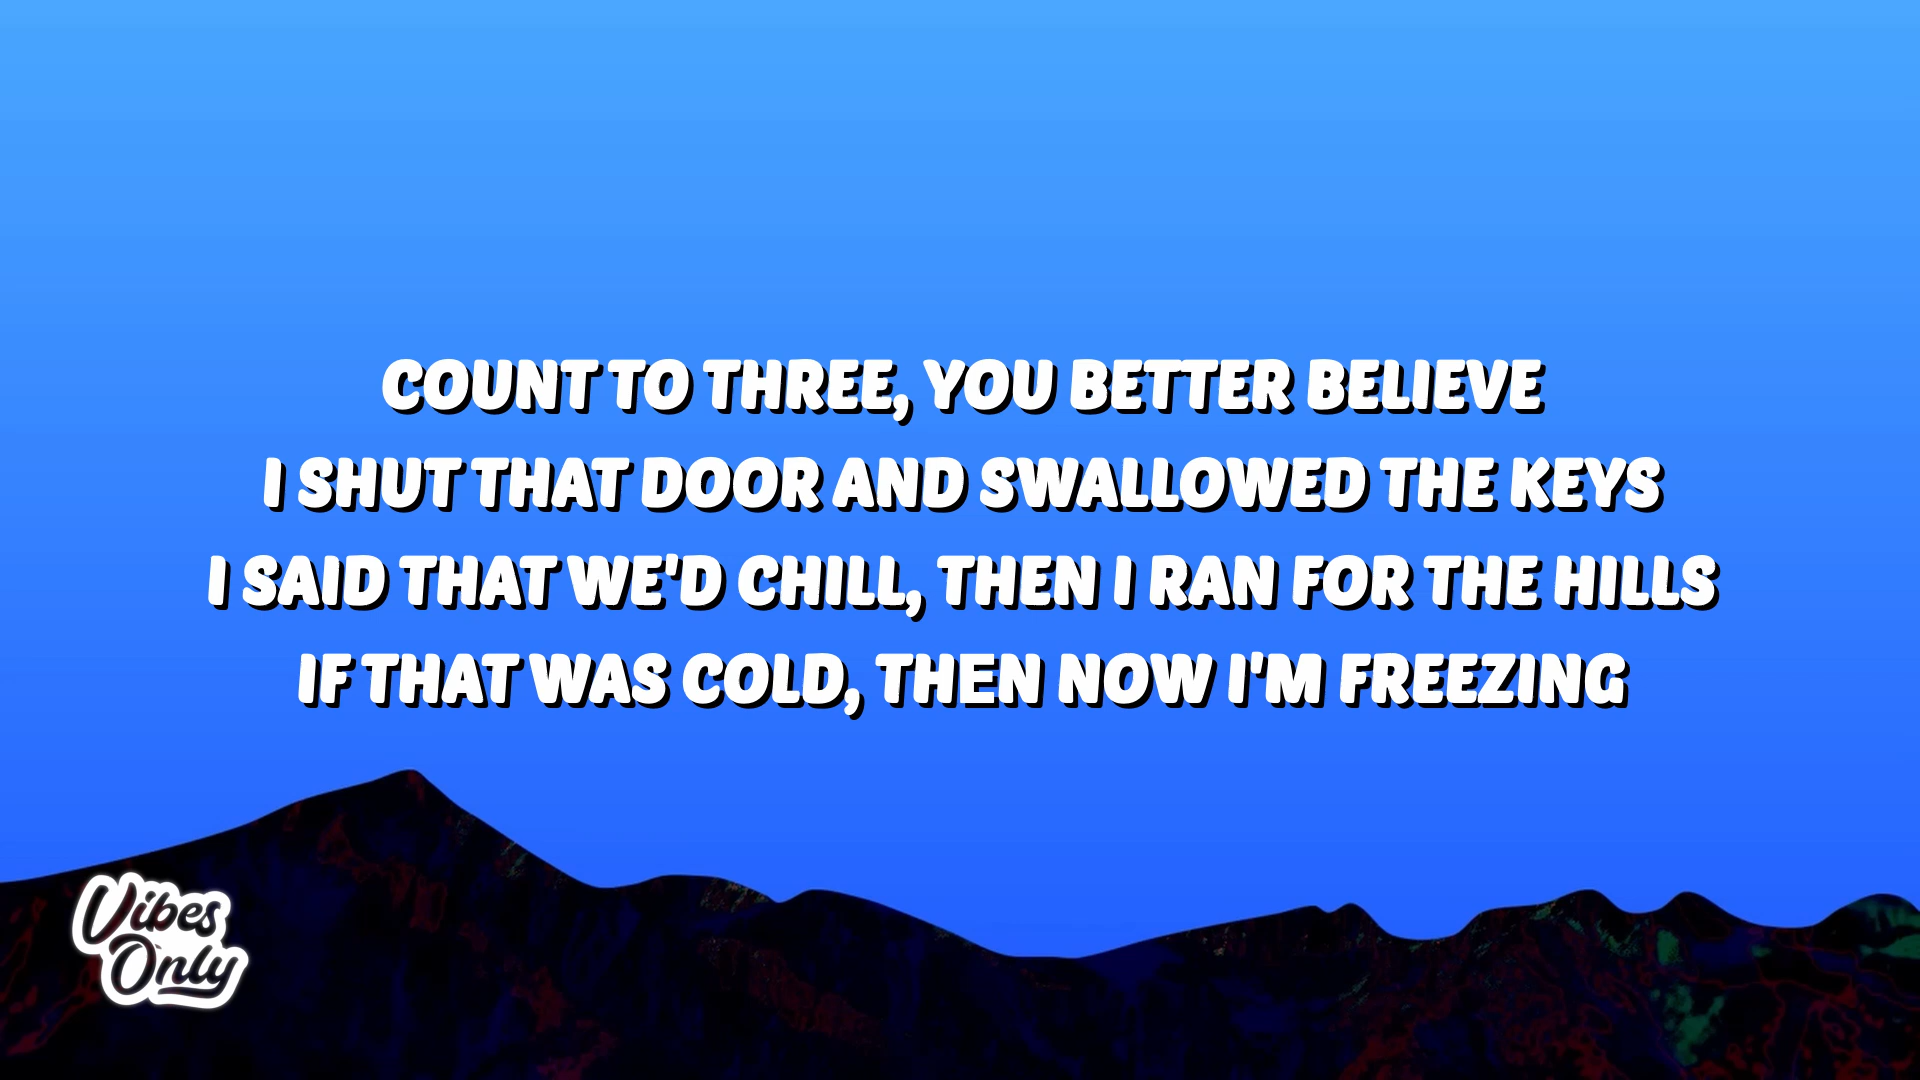 COUNT TO THREE, YOU BETTER BELIEVE
I SHUT THAT DOOR AND SWALLOWED THE KEYS
I SAID THAT WE'D CHILL, THEN I RAN FOR THE HILLS
IF THAT WAS COLD, THEN NOW I'M FREEZING
Vibes
Only